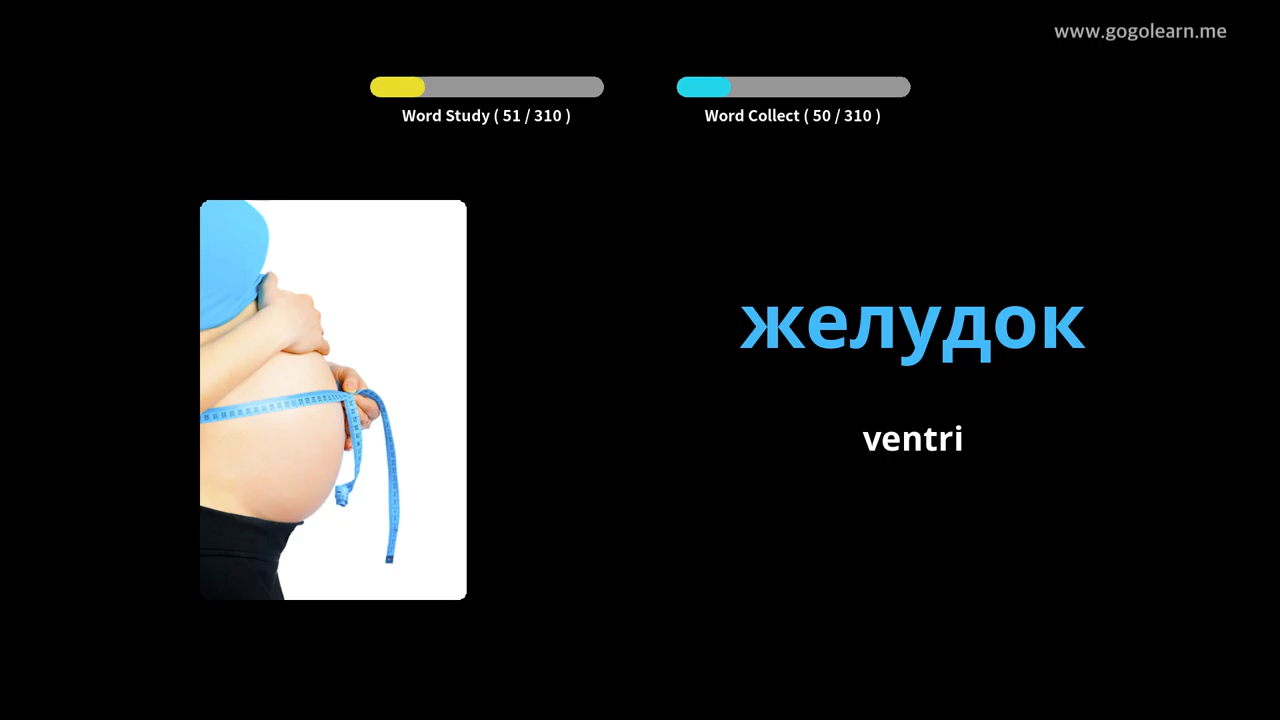 www.gogolearn.me
Word Study ( 51 / 310 )
Word Collect ( 50 / 310 )
желудок
ventri